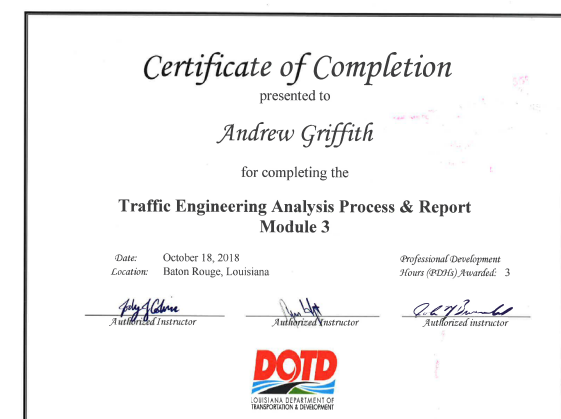 Certificate of Completion
presented to
Andrew Griffith
for completing the
Traffic Engineering Analysis Process & Report
Module 3
Date: October 18, 2018
Location: Baton Rouge, Louisiana
Professional Development
Hours (PDHs) Awarded: 3
Authorized Instructor
Authorized Instructor
Authorized instructor
DOTD
LOUISIANA DEPARTMENT OF
TRANSPORTATION & DEVELOPMENT